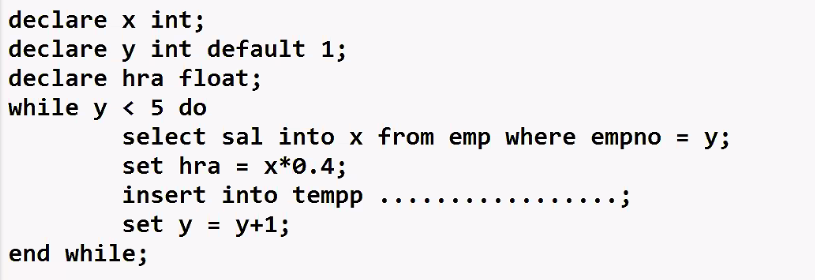 declare x int;
declare y int default 1;
declare hra float;
while y < 5 do
select sal into x from emp where empno = y;
set hra = x*0.4;
insert into tempp .................;
set y = y+1;
end while;